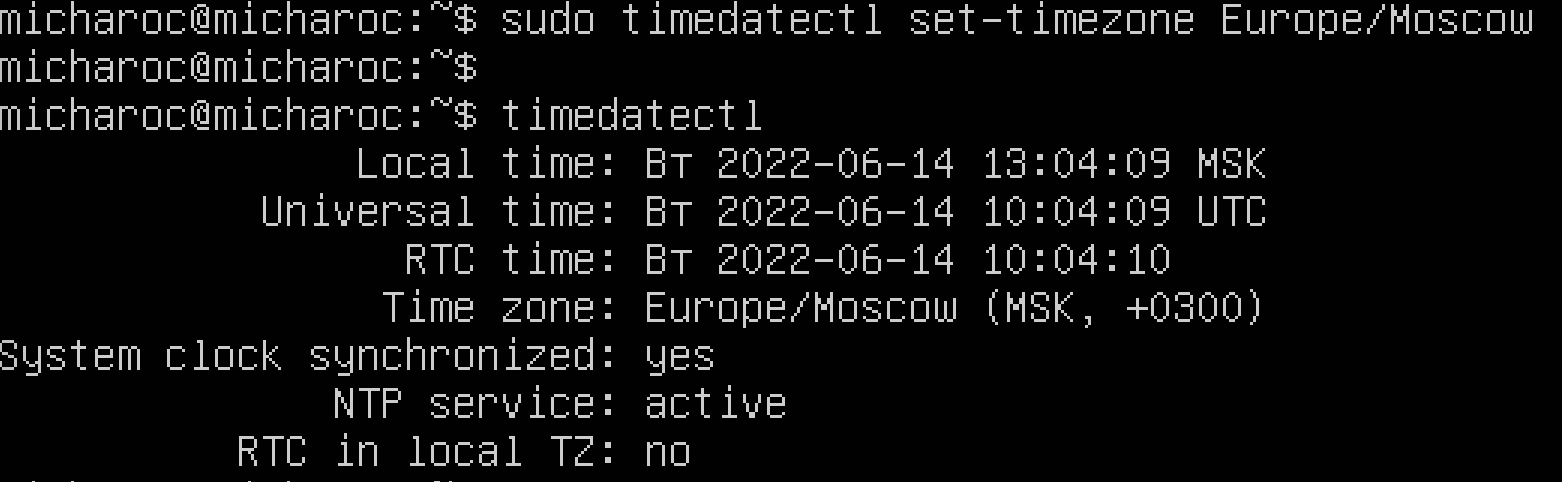 micharoc@micharoc:~$ sudo timedatectl set-timezone Europe/Moscow
micharoc@micharoc:~$
micharoc@micharoc:~$ timedatectl
Local time: Вт 2022-06-14 13:04:09 MSK
Universal time: Вт 2022-06-14 10:04:09 UTC
RTC time: Вт 2022-06-14 10:04:10
Time zone: Europe/Moscow (MSK, +0300)
System clock synchronized: yes
NTP service: active
RTC in local TZ: no